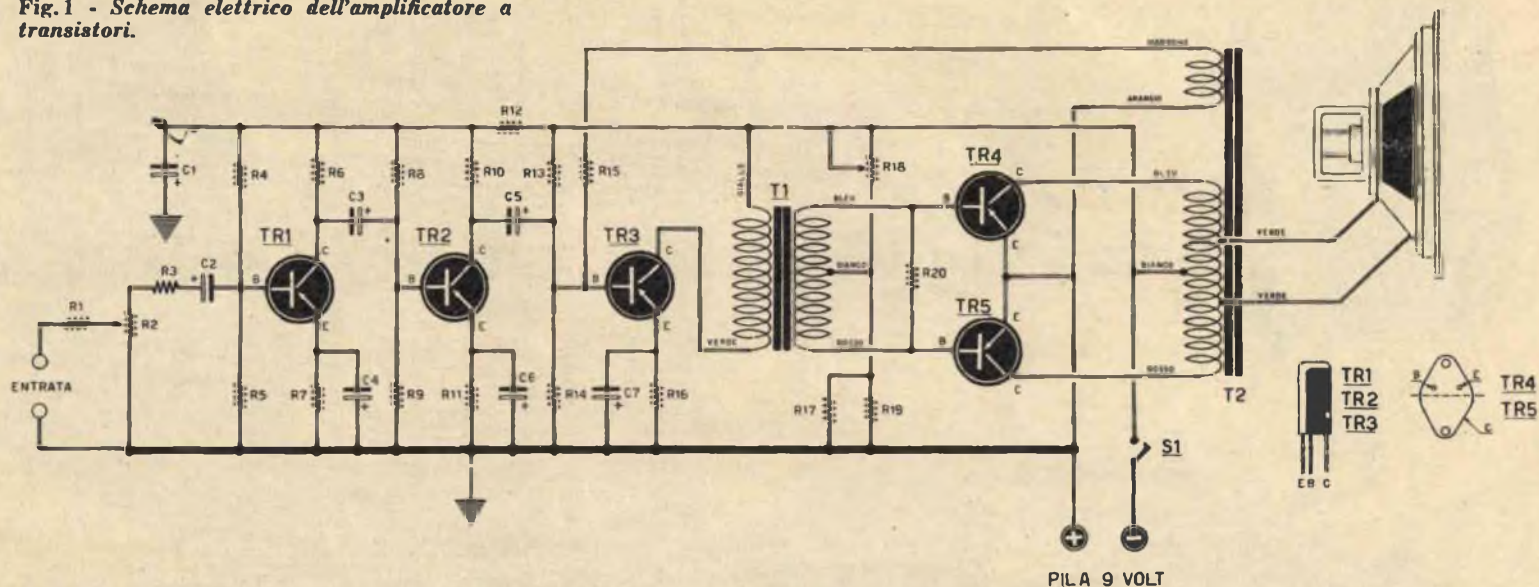 Fig. 1 - Schema elettrico dell'amplificatore a
transistori.
MARRONE
ARANCIO
R12
C1
R4
R6
R8
R10
R13
R15
R18
C3
C5
GIALLO
T1
BLEU
TR4
C
BLEU
TR1
TR2
TR3
C
C
C
B
E
R3
C2
B
B
B
BIANCO
R20
VERDE
BIANCO
R1
R2
TR5
E
VERDE
E
E
E
VERDE
ROSSO
B
C
ROSSO
ENTRATA
R5
R7
C4
R9
R11
C6
R14
C7
R16
R17
R19
T2
S1
TR1
TR2
TR3
E B C
B
E
C
TR4
TR5
+
-
PILA 9 VOLT